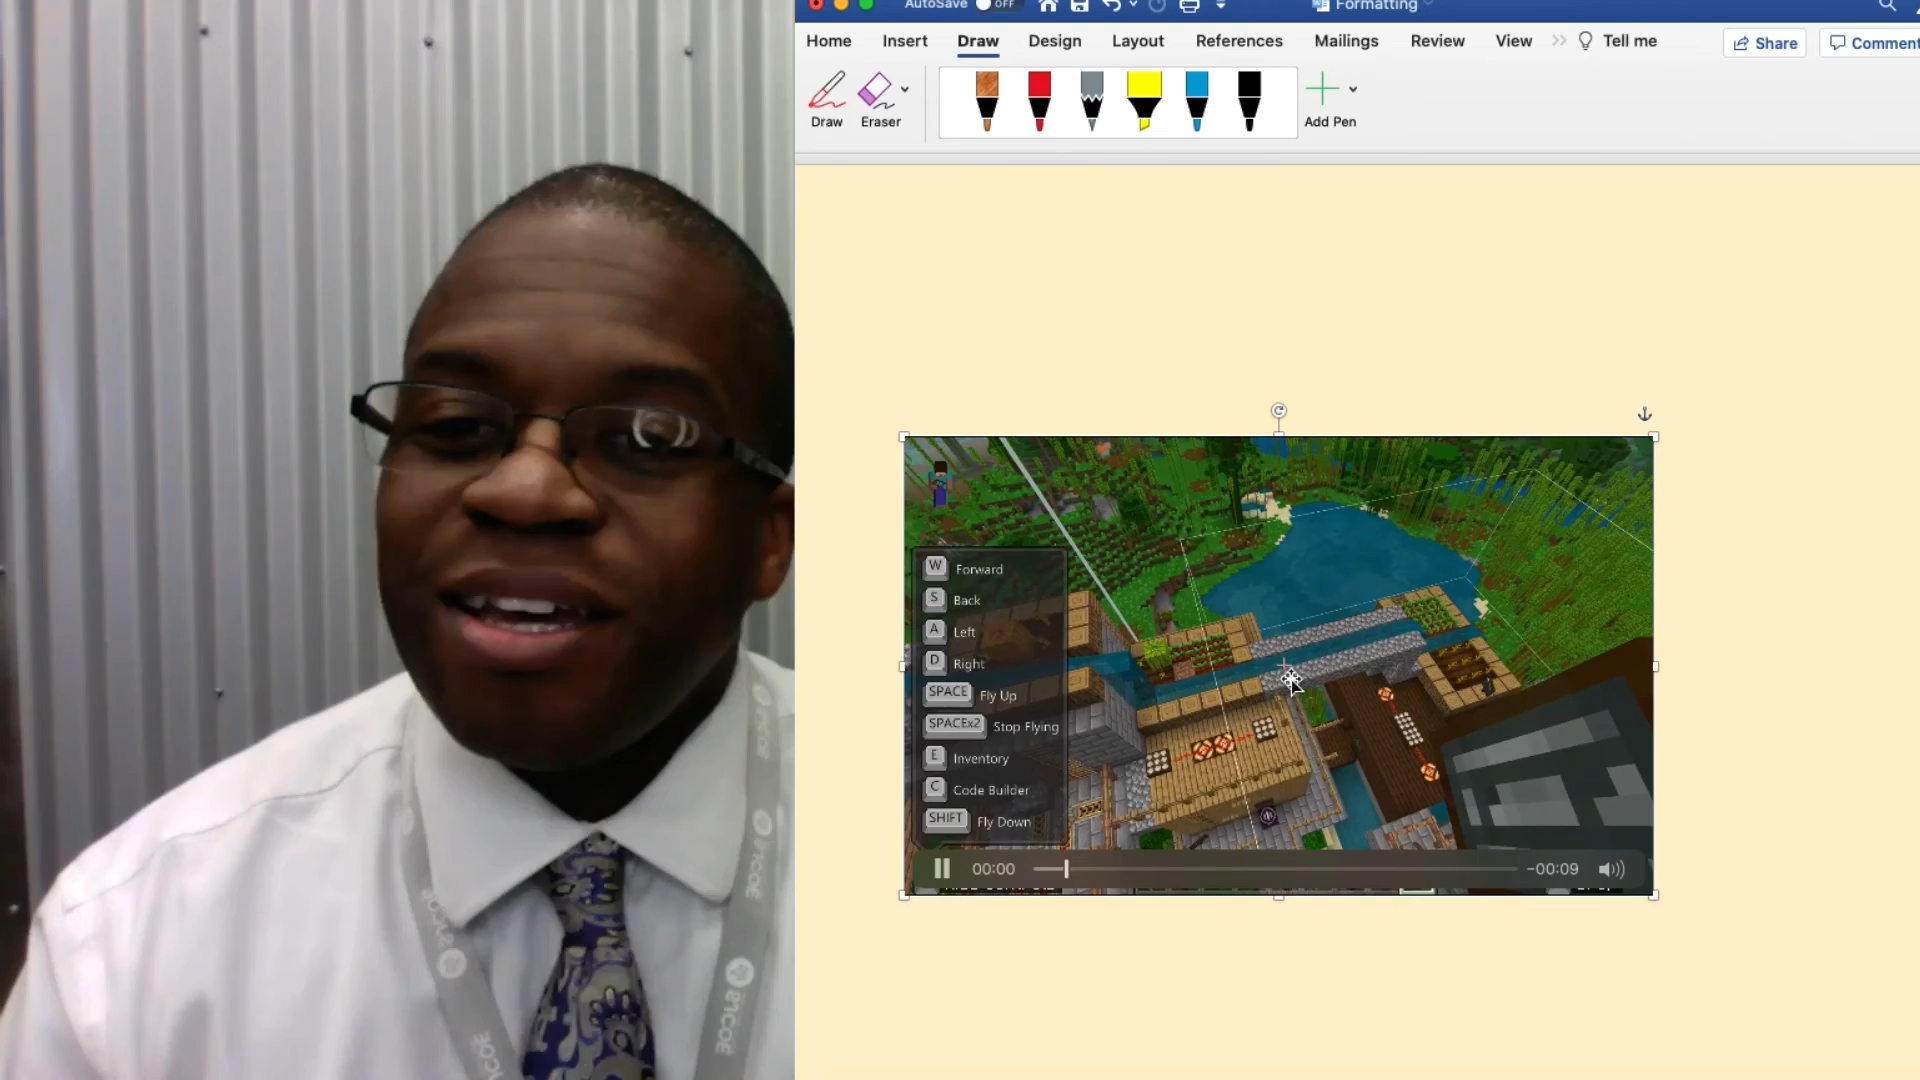 AutoSave OFF Formatting
Home Insert Draw Design Layout References Mailings Review View Tell me Share Comment
Draw Eraser Add Pen
W Forward
S Back
A Left
D Right
SPACE Fly Up
SPACEx2 Stop Flying
E Inventory
C Code Builder
SHIFT Fly Down
00:00 -00:09